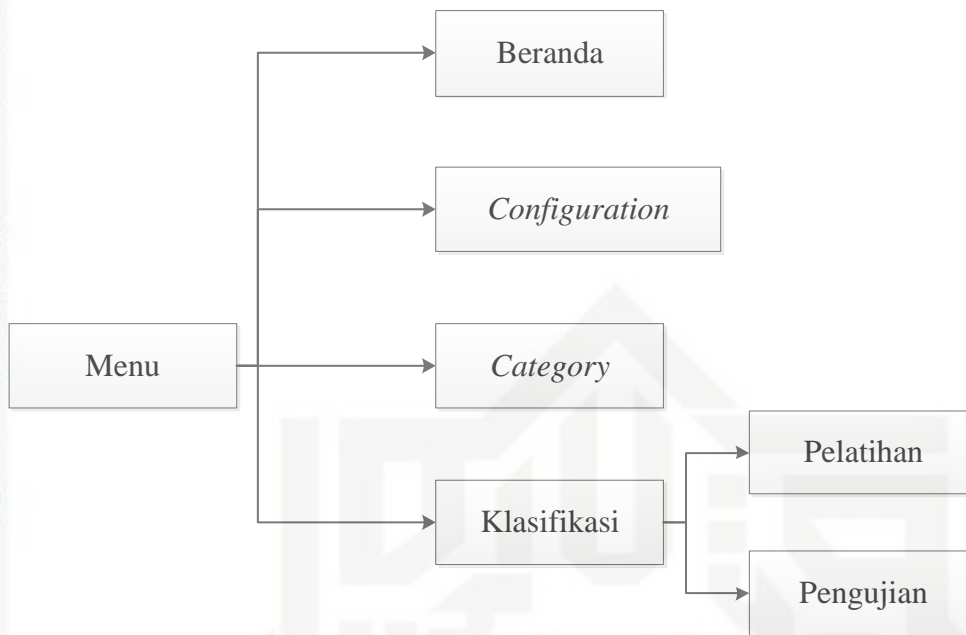 Beranda
Configuration
Menu
Category
Klasifikasi
Pelatihan
Pengujian